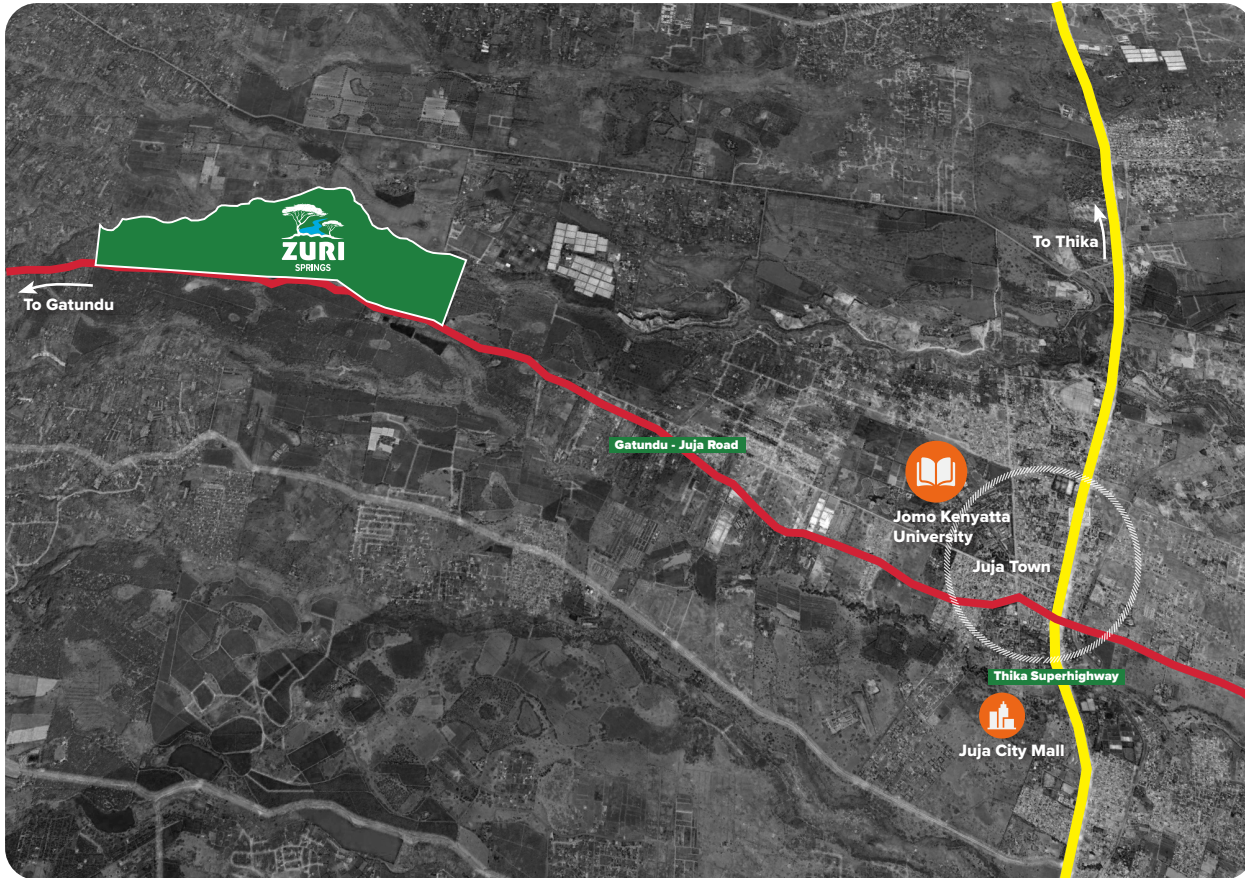 ZURI
SPRINGS
To Thika
To Gatundu
Gatundu - Juja Road
Jomo Kenyatta
University
Juja Town
Thika Superhighway
Juja City Mall